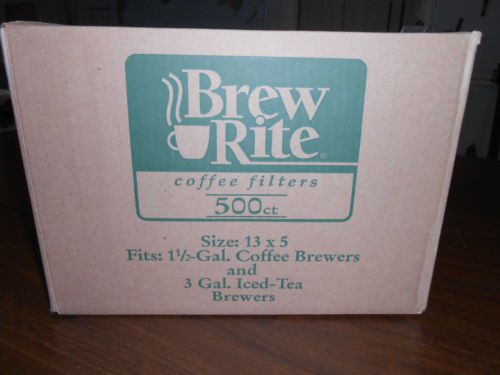 Brew
Rite®
coffee filters
500ct
Size: 13 x 5
Fits: 1½-Gal. Coffee Brewers
and
3 Gal. Iced-Tea
Brewers